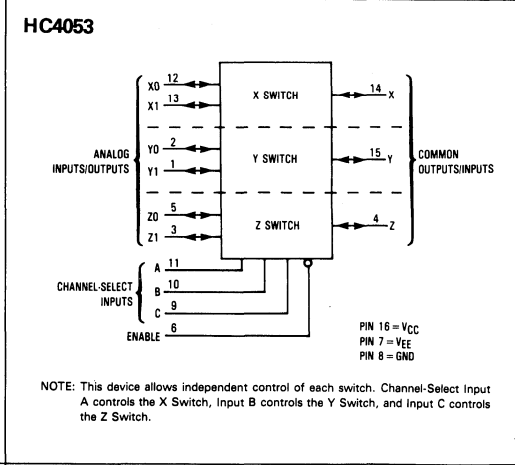 HC4053
X0 12
X1 13
X SWITCH
14 X
Y0 2
Y1 1
Y SWITCH
15 Y
ANALOG
INPUTS/OUTPUTS
COMMON
OUTPUTS/INPUTS
Z0 5
Z1 3
Z SWITCH
4 Z
CHANNEL-SELECT
INPUTS
A 11
B 10
C 9
ENABLE 6
PIN 16 = VCC
PIN 7 = VEE
PIN 8 = GND
NOTE: This device allows independent control of each switch. Channel-Select Input
A controls the X Switch, Input B controls the Y Switch, and Input C controls
the Z Switch.